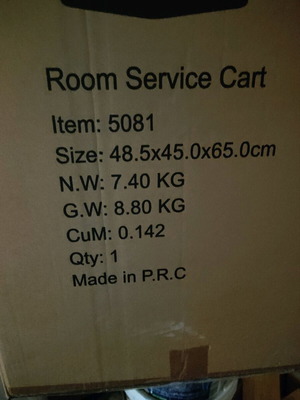 Room Service Cart
Item: 5081
Size: 48.5x45.0x65.0cm
N.W: 7.40 KG
G.W: 8.80 KG
CuM: 0.142
Qty: 1
Made in P.R.C